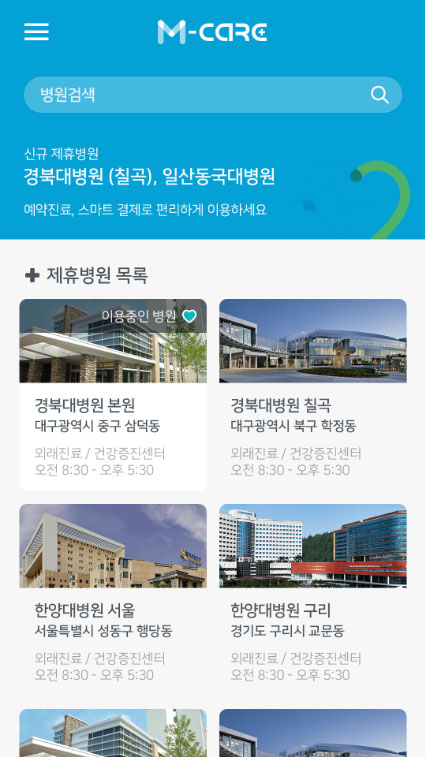 M-CARE
병원검색
신규 제휴병원
경북대병원 (칠곡), 일산동국대병원
예약진료, 스마트 결제로 편리하게 이용하세요
제휴병원 목록
이용중인 병원
경북대병원 본원
대구광역시 중구 삼덕동
외래진료 / 건강증진센터
오전 8:30 - 오후 5:30
경북대병원 칠곡
대구광역시 북구 학정동
외래진료 / 건강증진센터
오전 8:30 - 오후 5:30
한양대병원 서울
서울특별시 성동구 행당동
외래진료 / 건강증진센터
오전 8:30 - 오후 5:30
한양대병원 구리
경기도 구리시 교문동
외래진료 / 건강증진센터
오전 8:30 - 오후 5:30